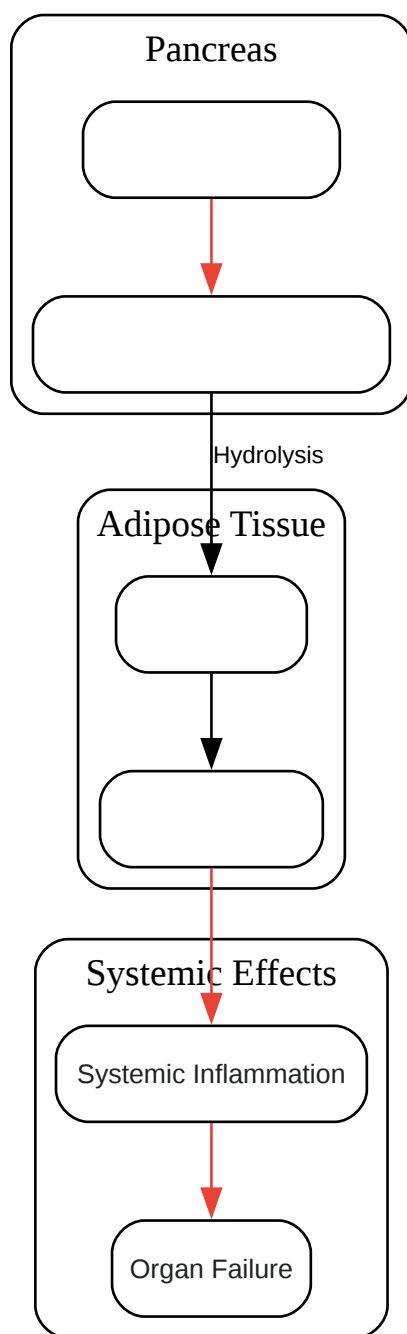 Pancreas
Hydrolysis
Adipose Tissue
Systemic Effects
Systemic Inflammation
Organ Failure